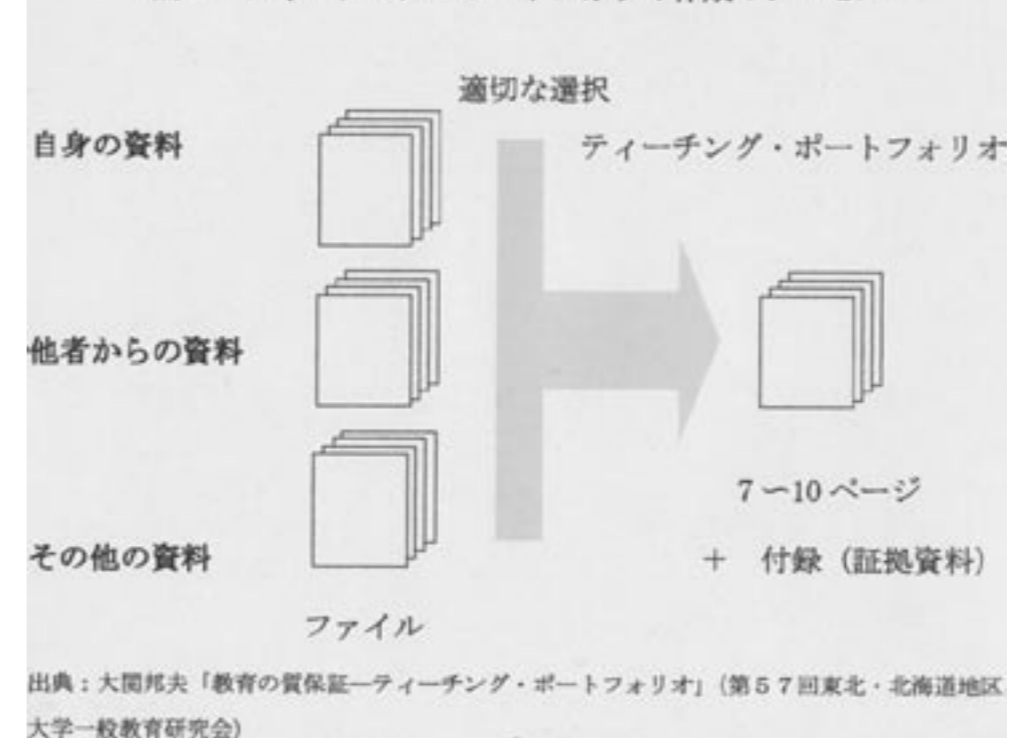 適切な選択
自身の資料
ティーチング・ポートフォリオ
他者からの資料
7〜10ページ
その他の資料
+ 付録(証拠資料)
ファイル
出典:大関邦夫「教育の質保証―ティーチング・ポートフォリオ」(第57回東北・北海道地区
大学一般教育研究会)